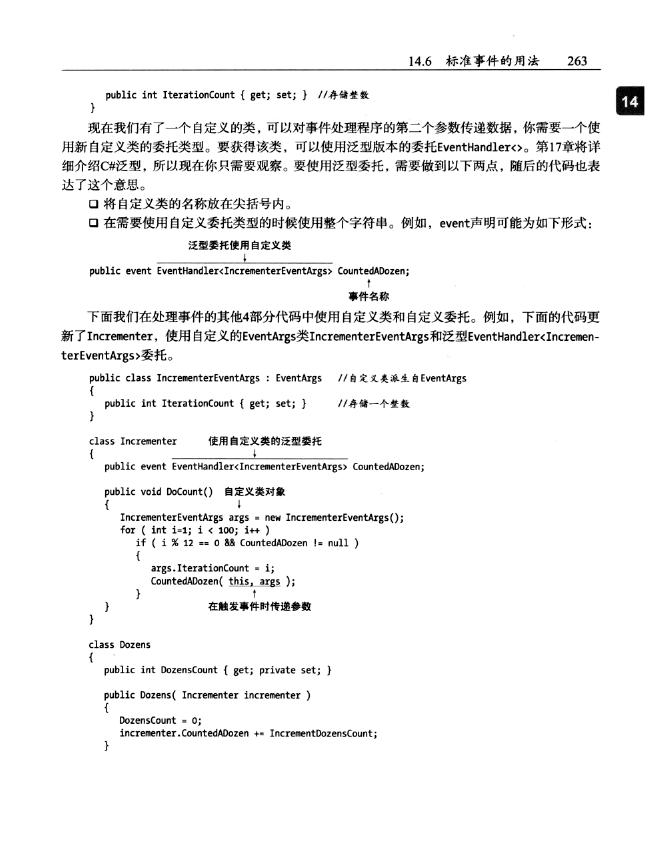 14.6 标准事件的用法 263
14
public int IterationCount { get; set; } //存储整数
}
现在我们有了一个自定义的类，可以对事件处理程序的第二个参数传递数据，你需要一个使
用新自定义类的委托类型。要获得该类，可以使用泛型版本的委托EventHandler<>。第17章将详
细介绍C#泛型，所以现在你只需要观察。要使用泛型委托，需要做到以下两点，随后的代码也表
达了这个意思。
❑ 将自定义类的名称放在尖括号内。
❑ 在需要使用自定义委托类型的时候使用整个字符串。例如，event声明可能为如下形式：
泛型委托使用自定义类
↓
public event EventHandler<IncrementerEventArgs> CountedADozen;
↑
事件名称
下面我们在处理事件的其他4部分代码中使用自定义类和自定义委托。例如，下面的代码更
新了Incrementer，使用自定义的EventArgs类IncrementerEventArgs和泛型EventHandler<Incremen-
terEventArgs>委托。
public class IncrementerEventArgs : EventArgs //自定义类派生自EventArgs
{
public int IterationCount { get; set; } //存储一个整数
}
class Incrementer 使用自定义类的泛型委托
{ ↓
public event EventHandler<IncrementerEventArgs> CountedADozen;
public void DoCount() 自定义类对象
{ ↓
IncrementerEventArgs args = new IncrementerEventArgs();
for ( int i=1; i < 100; i++ )
if ( i % 12 == 0 && CountedADozen != null )
{
args.IterationCount = i;
CountedADozen( this, args );
} ↑
} 在触发事件时传递参数
}
class Dozens
{
public int DozensCount { get; private set; }
public Dozens( Incrementer incrementer )
{
DozensCount = 0;
incrementer.CountedADozen += IncrementDozensCount;
}